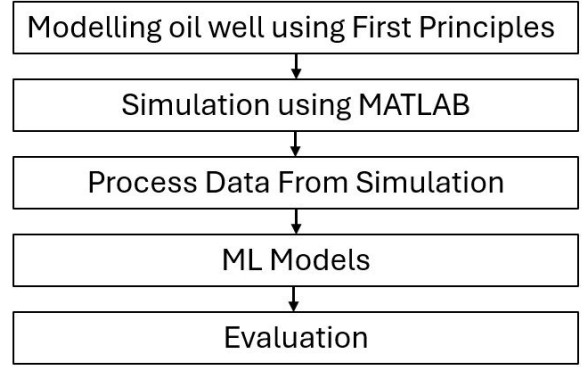 Modelling oil well using First Principles
Simulation using MATLAB
Process Data From Simulation
ML Models
Evaluation